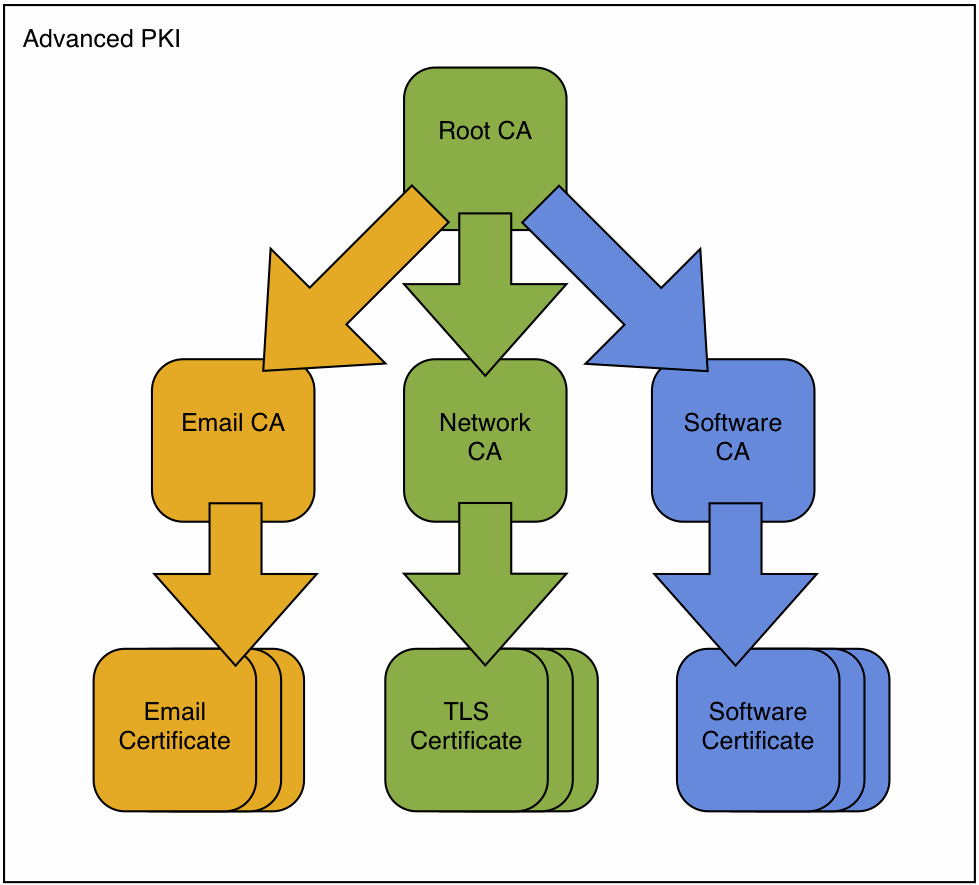 Advanced PKI
Root CA
Email CA
Network
CA
Software
CA
Email
Certificate
TLS
Certificate
Software
Certificate